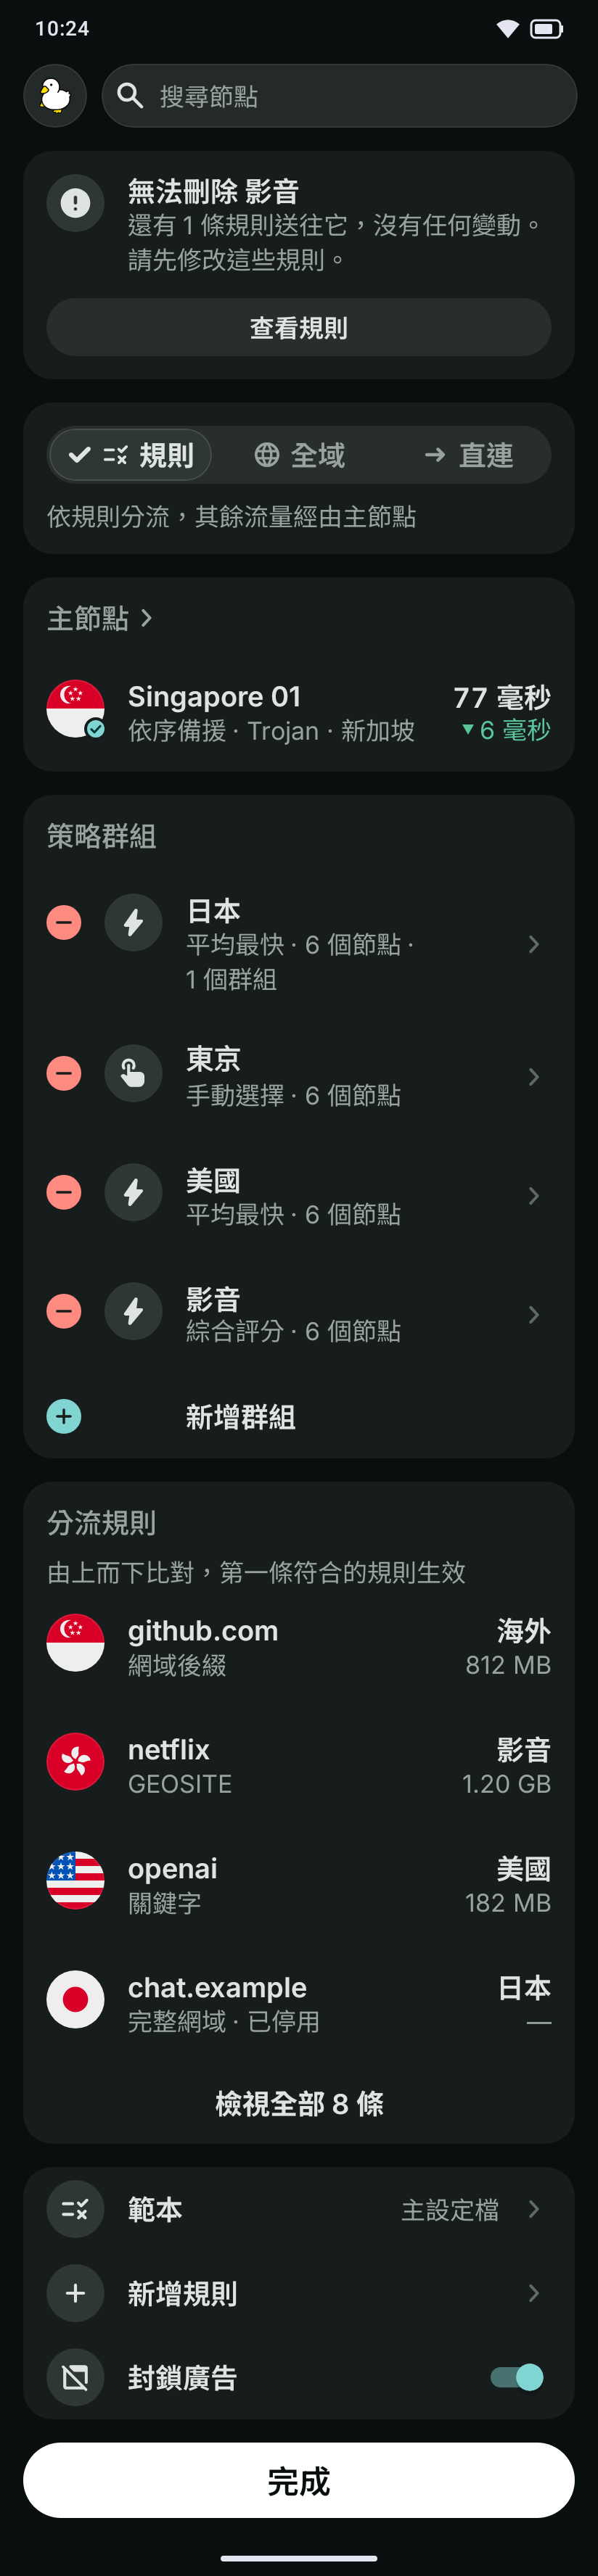 10:24
搜尋節點
無法刪除 影音
還有 1 條規則送往它，沒有任何變動。
請先修改這些規則。
查看規則
規則 全域 直連
依規則分流，其餘流量經由主節點
主節點
Singapore 01 77 毫秒
依序備援 · Trojan · 新加坡 ▼6 毫秒
策略群組
日本
平均最快 · 6 個節點 ·
1 個群組
東京
手動選擇 · 6 個節點
美國
平均最快 · 6 個節點
影音
綜合評分 · 6 個節點
新增群組
分流規則
由上而下比對，第一條符合的規則生效
github.com 海外
網域後綴 812 MB
netflix 影音
GEOSITE 1.20 GB
openai 美國
關鍵字 182 MB
chat.example 日本
完整網域 · 已停用 —
檢視全部 8 條
範本 主設定檔
新增規則
封鎖廣告
完成